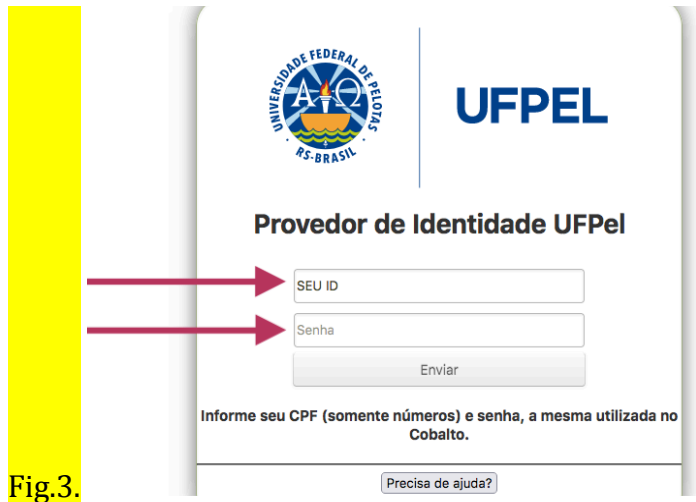 UNIVERSIDADE FEDERAL DE PELOTAS
A Ω
RS-BRASIL
UFPEL
Provedor de Identidade UFPel
SEU ID
Senha
Enviar
Informe seu CPF (somente números) e senha, a mesma utilizada no
Cobalto.
Precisa de ajuda?
Fig.3.